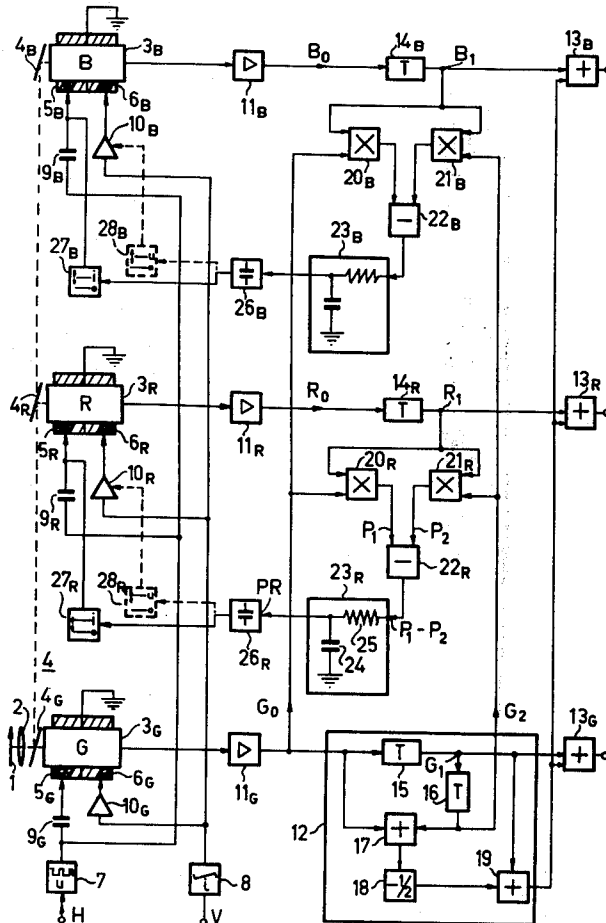 4B B 3B 11B B0 14B T B1 13B +
5B 6B
9B 10B 20B × 21B ×
28B 23B 22B −
27B 26B
4R R 3R 11R R0 14R T R1 13R +
5R 6R
9R 10R 20R × 21R ×
P1 P2
28R PR 23R 22R −
27R 26R 25 P1-P2
24
4
G0 G2
1 2 4G G 3G 11G 15 T G1 13G +
5G 6G
9G 10G 12 16 T
17 + 19 +
7 u 8 i 18 -1/2
H V